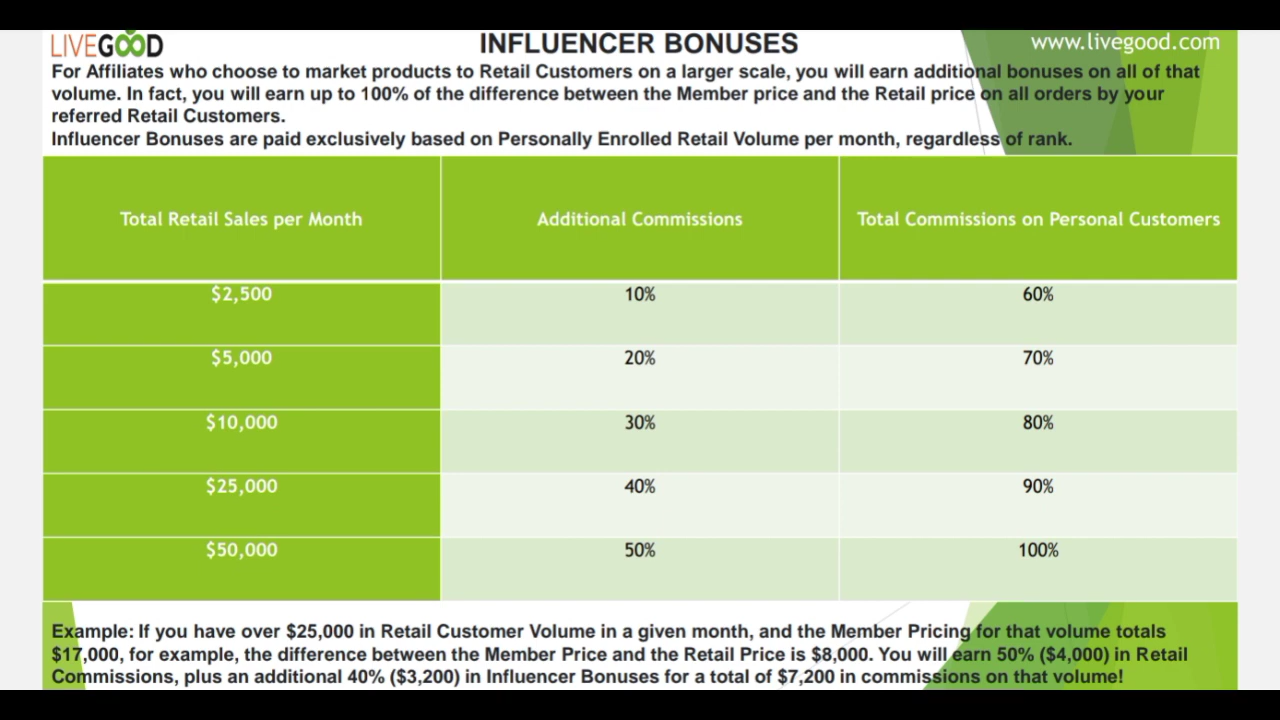 LIVEGOOD
INFLUENCER BONUSES
www.livegood.com
For Affiliates who choose to market products to Retail Customers on a larger scale, you will earn additional bonuses on all of that
volume. In fact, you will earn up to 100% of the difference between the Member price and the Retail price on all orders by your
referred Retail Customers.
Influencer Bonuses are paid exclusively based on Personally Enrolled Retail Volume per month, regardless of rank.
Total Retail Sales per Month Additional Commissions Total Commissions on Personal Customers
$2,500 10% 60%
$5,000 20% 70%
$10,000 30% 80%
$25,000 40% 90%
$50,000 50% 100%
Example: If you have over $25,000 in Retail Customer Volume in a given month, and the Member Pricing for that volume totals
$17,000, for example, the difference between the Member Price and the Retail Price is $8,000. You will earn 50% ($4,000) in Retail
Commissions, plus an additional 40% ($3,200) in Influencer Bonuses for a total of $7,200 in commissions on that volume!